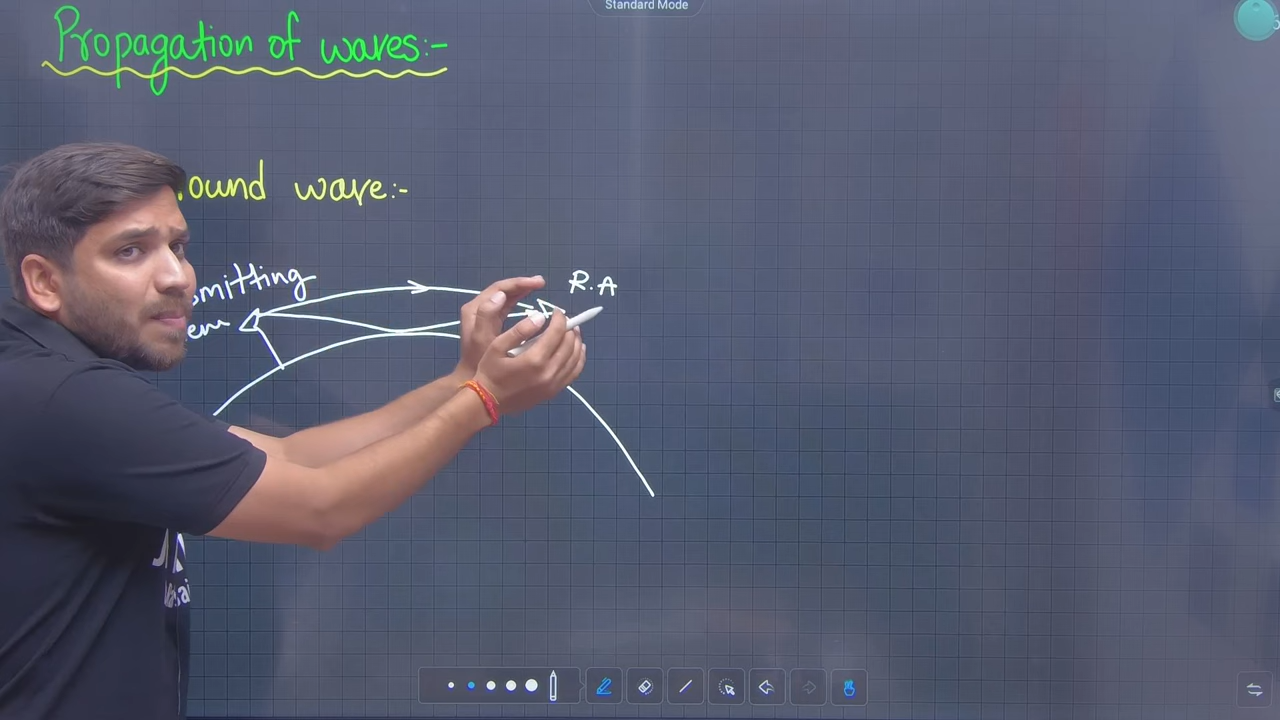 Standard Mode
Propagation of waves:-
ound wave:-
mitting
R.A